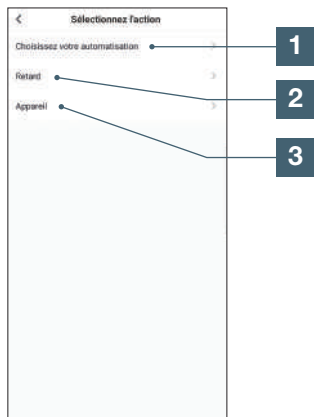 Sélectionnez l'action
Choisissez votre automatisation
1
Retard
2
Appareil
3